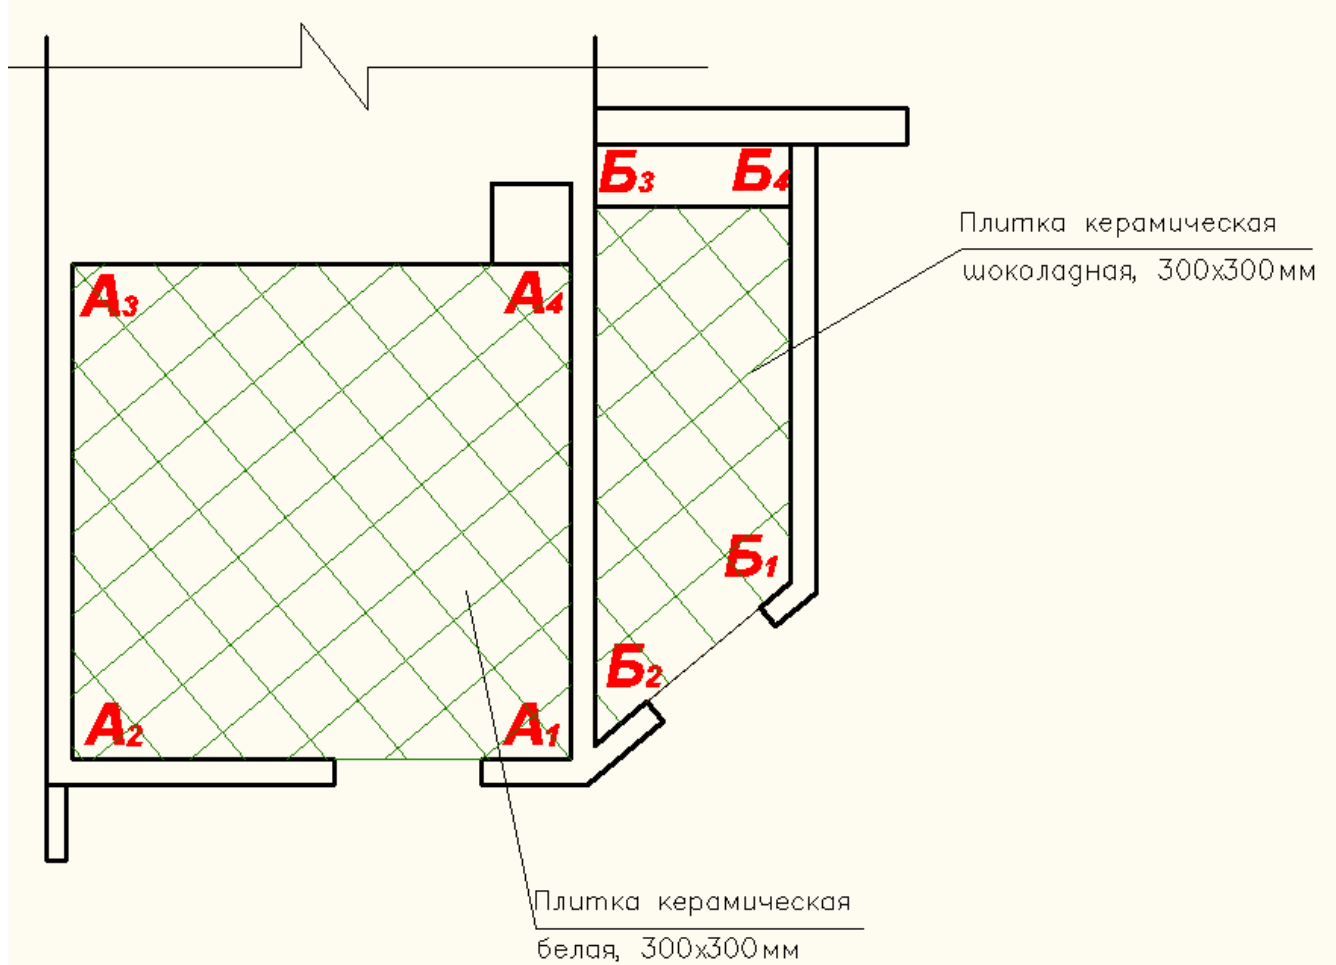 Б3 Б4
Плитка керамическая
шоколадная, 300х300мм
А3 А4
Б1
Б2
А2 А1
Плитка керамическая
белая, 300х300мм